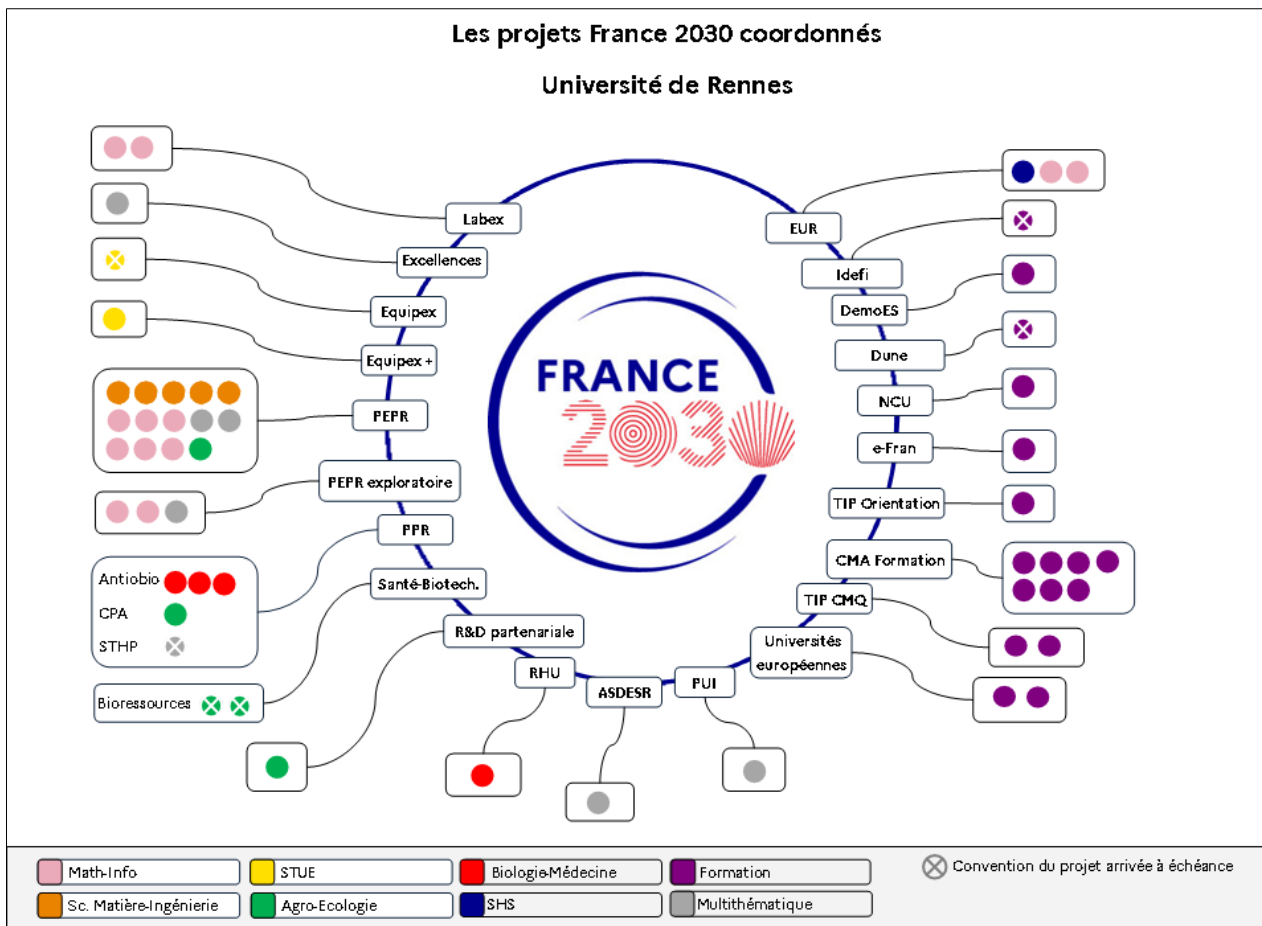 Les projets France 2030 coordonnés
Université de Rennes
Labex
Excellences
Equipex
Equipex +
PEPR
PEPR exploratoire
PPR
Antiobio
CPA
STHP
Santé-Biotech.
Bioressources
R&D partenariale
RHU
ASDESR
PUI
EUR
Idefi
DemoES
Dune
NCU
e-Fran
TIP Orientation
CMA Formation
TIP CMQ
Universités
européennes
FRANCE
2030
Math-Info
STUE
Biologie-Médecine
Formation
Convention du projet arrivée à échéance
Sc. Matière-Ingénierie
Agro-Ecologie
SHS
Multithématique